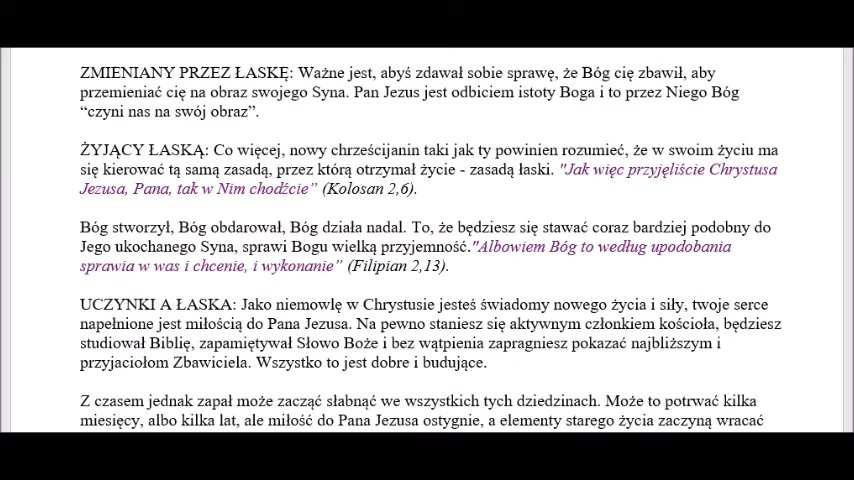 ZMIENIANY PRZEZ ŁASKĘ: Ważne jest, abyś zdawał sobie sprawę, że Bóg cię zbawił, aby
przemieniać cię na obraz swojego Syna. Pan Jezus jest odbiciem istoty Boga i to przez Niego Bóg
“czyni nas na swój obraz”.
ŻYJĄCY ŁASKĄ: Co więcej, nowy chrześcijanin taki jak ty powinien rozumieć, że w swoim życiu ma
się kierować tą samą zasadą, przez którą otrzymał życie - zasadą łaski. "Jak więc przyjęliście Chrystusa
Jezusa, Pana, tak w Nim chodźcie” (Kolosan 2,6).
Bóg stworzył, Bóg obdarował, Bóg działa nadal. To, że będziesz się stawać coraz bardziej podobny do
Jego ukochanego Syna, sprawi Bogu wielką przyjemność."Albowiem Bóg to według upodobania
sprawia w was i chcenie, i wykonanie” (Filipian 2,13).
UCZYNKI A ŁASKA: Jako niemowlę w Chrystusie jesteś świadomy nowego życia i siły, twoje serce
napełnione jest miłością do Pana Jezusa. Na pewno staniesz się aktywnym członkiem kościoła, będziesz
studiował Biblię, zapamiętywał Słowo Boże i bez wątpienia zapragniesz pokazać najbliższym i
przyjaciołom Zbawiciela. Wszystko to jest dobre i budujące.
Z czasem jednak zapał może zacząć słabnąć we wszystkich tych dziedzinach. Może to potrwać kilka
miesięcy, albo kilka lat, ale miłość do Pana Jezusa ostygnie, a elementy starego życia zaczyną wracać